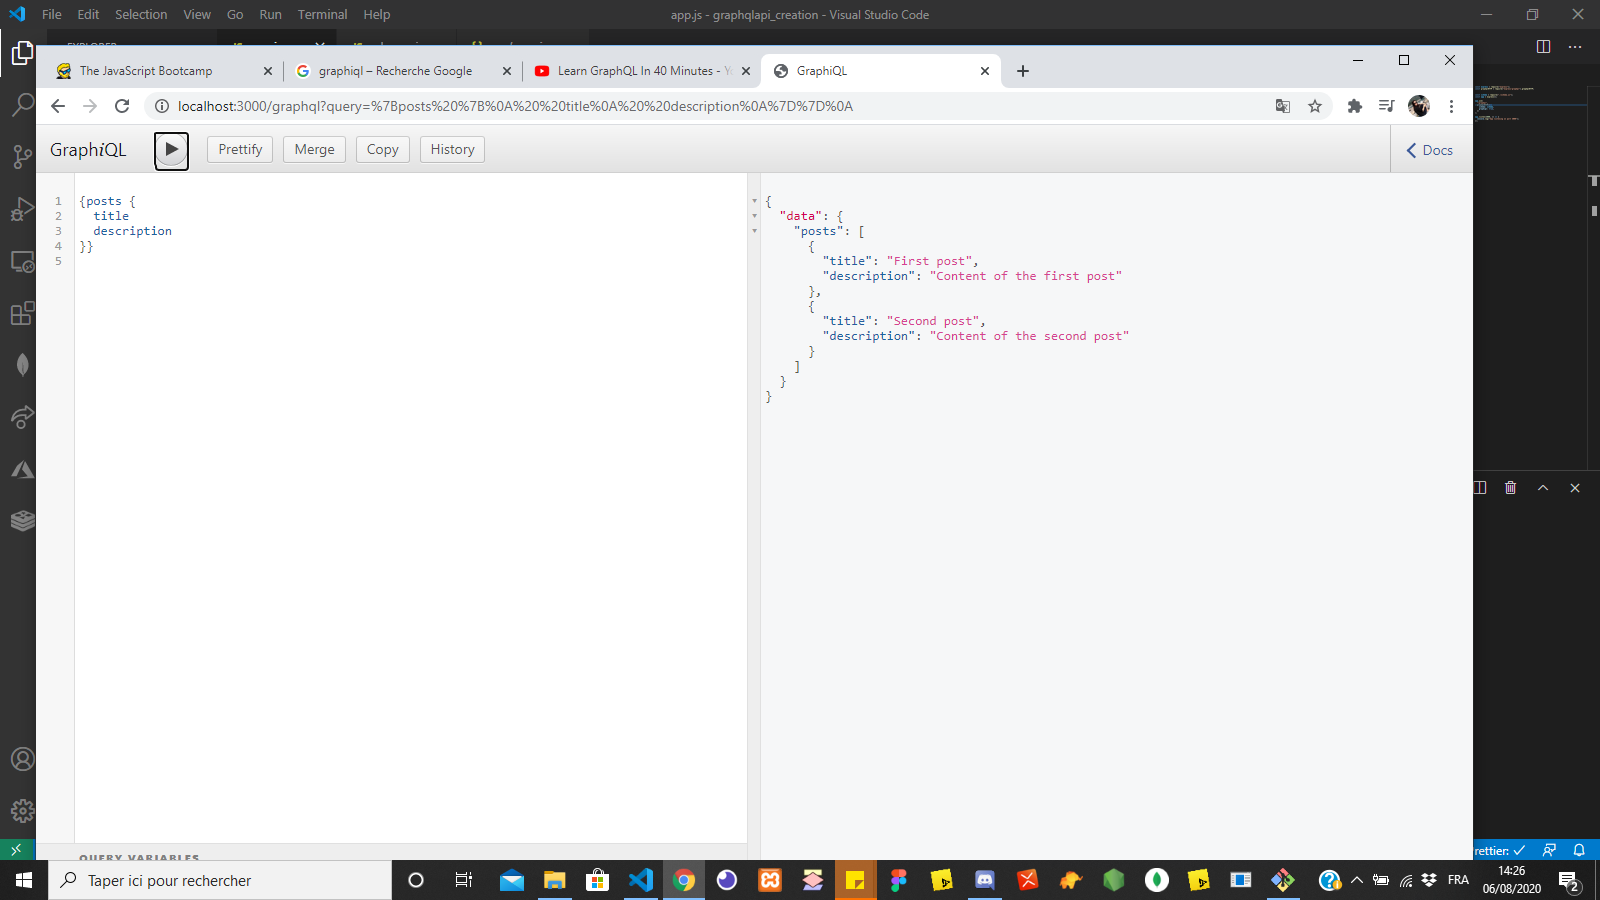 File Edit Selection View Go Run Terminal Help
app.js - graphqlapi_creation - Visual Studio Code
The JavaScript Bootcamp
graphiql – Recherche Google
Learn GraphQL In 40 Minutes -
GraphiQL
localhost:3000/graphql?query=%7Bposts%20%7B%0A%20%20title%0A%20%20description%0A%7D%7D%0A
GraphiQL
Prettify
Merge
Copy
History
Docs
1 {posts {
2 title
3 description
4 }}
5
{
"data": {
"posts": [
{
"title": "First post",
"description": "Content of the first post"
},
{
"title": "Second post",
"description": "Content of the second post"
}
]
}
}
QUERY VARIABLES
rettier:
Taper ici pour rechercher
FRA
14:26
06/08/2020
2